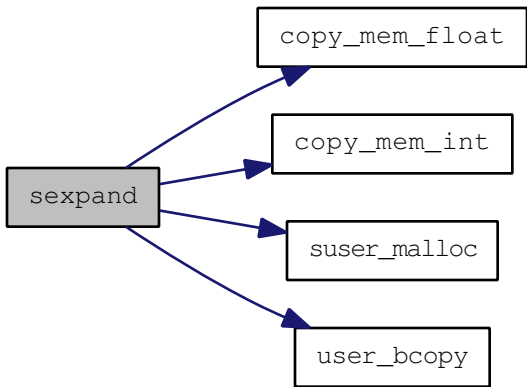 copy_mem_float
copy_mem_int
sexpand
suser_malloc
user_bcopy